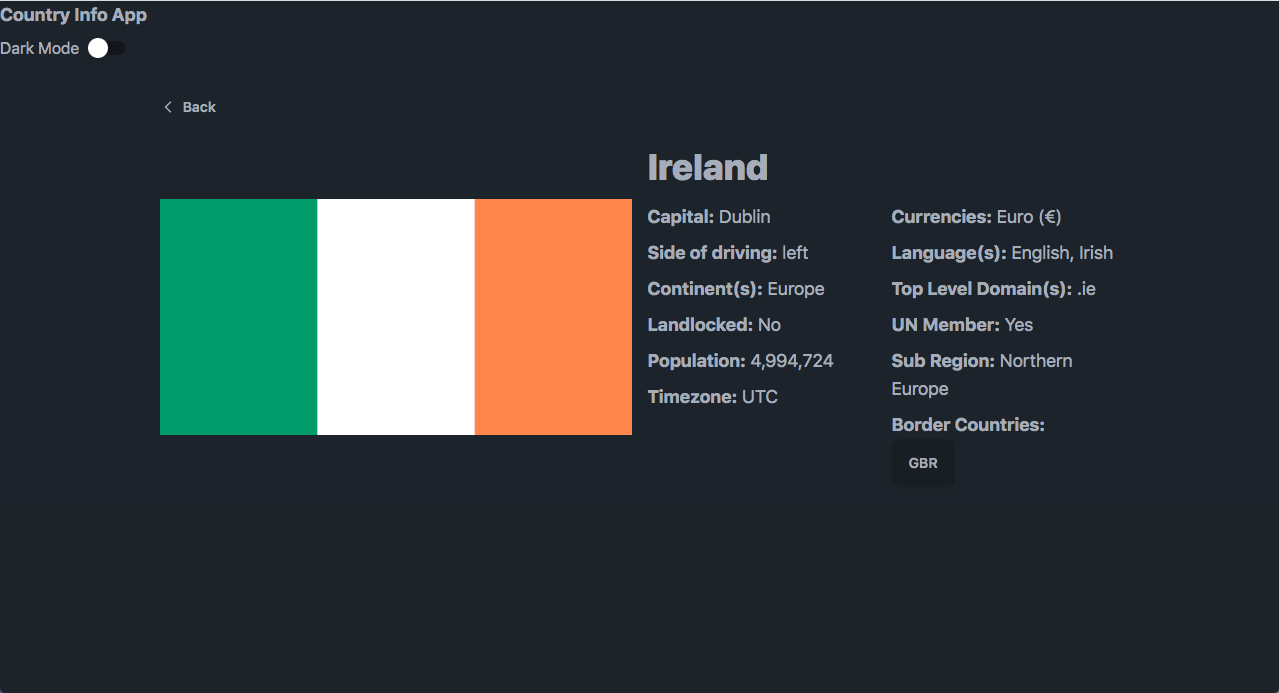 Country Info App
Dark Mode
Back
Ireland
Capital: Dublin
Side of driving: left
Continent(s): Europe
Landlocked: No
Population: 4,994,724
Timezone: UTC
Currencies: Euro (€)
Language(s): English, Irish
Top Level Domain(s): .ie
UN Member: Yes
Sub Region: Northern
Europe
Border Countries:
GBR